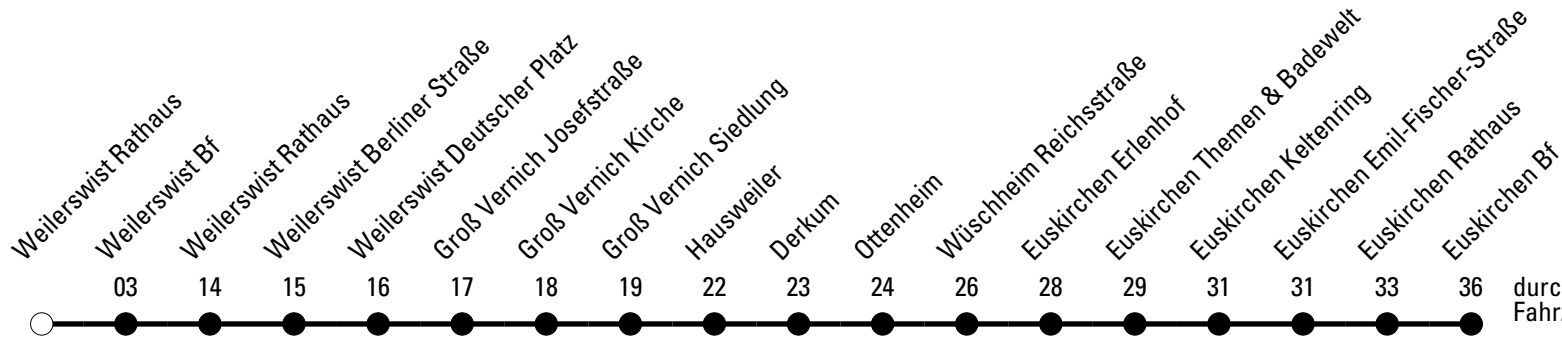 Weilerswist Rathaus
Weilerswist Bf
Weilerswist Rathaus
Weilerswist Berliner Straße
Weilerswist Deutscher Platz
Groß Vernich Josefstraße
Groß Vernich Kirche
Groß Vernich Siedlung
Hausweiler
Derkum
Ottenheim
Wüschheim Reichsstraße
Euskirchen Erlenhof
Euskirchen Themen & Badewelt
Euskirchen Keltenring
Euskirchen Emil-Fischer-Straße
Euskirchen Rathaus
Euskirchen Bf
03 14 15 16 17 18 19 22 23 24 26 28 29 31 31 33 36 durc
Fahr.